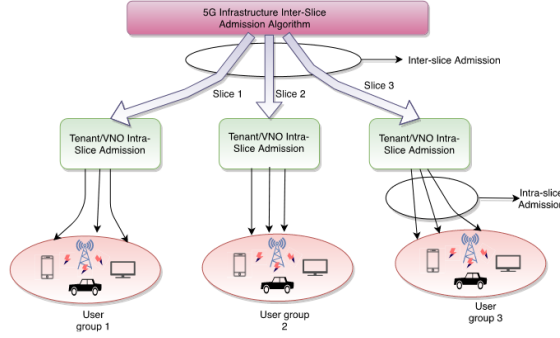 5G Infrastructure Inter-Slice
Admission Algorithm
Inter-slice Admission
Slice 1
Slice 2
Slice 3
Tenant/VNO Intra-
Slice Admission
Tenant/VNO Intra-
Slice Admission
Tenant/VNO Intra-
Slice Admission
Intra-slice
Admission
User
group 1
User group
2
User
group 3